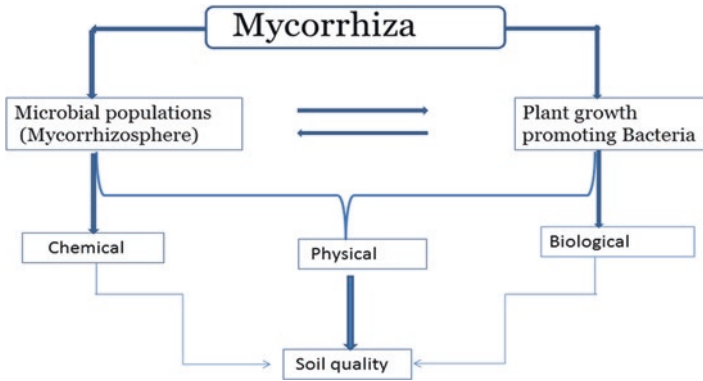 Mycorrhiza
Microbial populations
(Mycorrhizosphere)
Plant growth
promoting Bacteria
Chemical
Physical
Biological
Soil quality